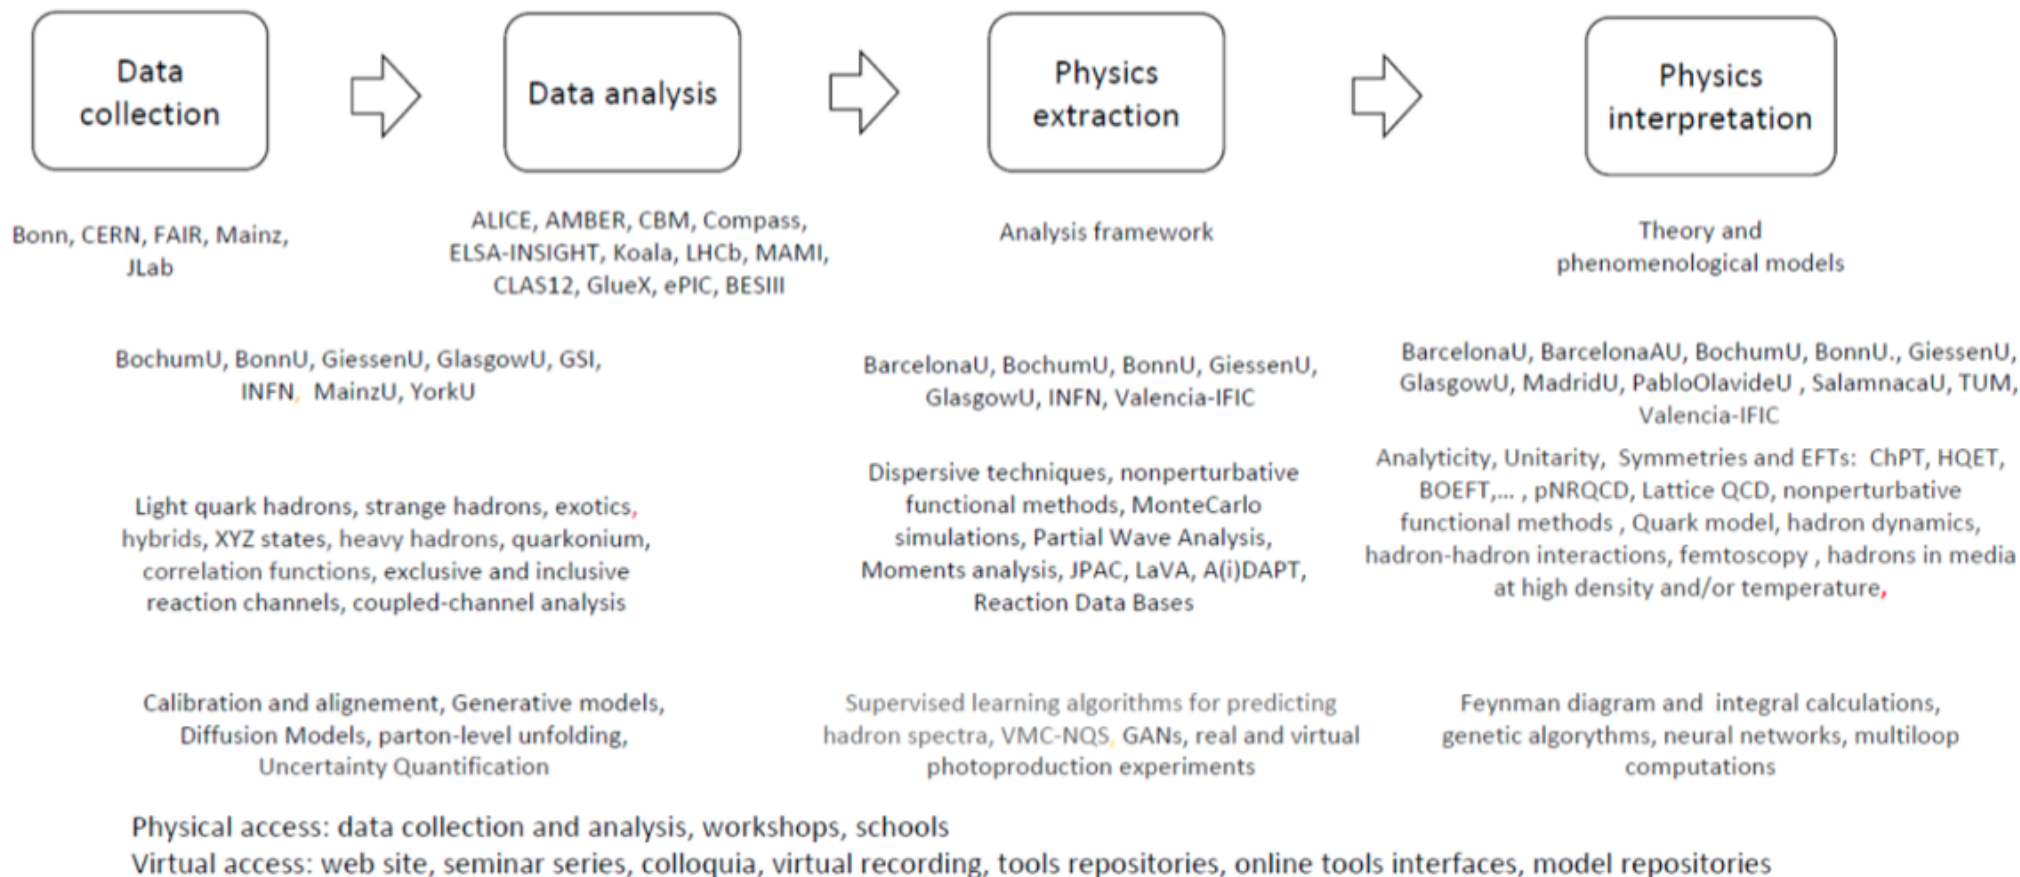 Data
collection
Data analysis
Physics
extraction
Physics
interpretation
Bonn, CERN, FAIR, Mainz,
JLab
ALICE, AMBER, CBM, Compass,
ELSA-INSIGHT, Koala, LHCb, MAMI,
CLAS12, GlueX, ePIC, BESIII
Analysis framework
Theory and
phenomenological models
BochumU, BonnU, GiessenU, GlasgowU, GSI,
INFN, MainzU, YorkU
BarcelonaU, BochumU, BonnU, GiessenU,
GlasgowU, INFN, Valencia-IFIC
BarcelonaU, BarcelonaAU, BochumU, BonnU., GiessenU,
GlasgowU, MadridU, PabloOlavideU , SalamnacaU, TUM,
Valencia-IFIC
Light quark hadrons, strange hadrons, exotics,
hybrids, XYZ states, heavy hadrons, quarkonium,
correlation functions, exclusive and inclusive
reaction channels, coupled-channel analysis
Dispersive techniques, nonperturbative
functional methods, MonteCarlo
simulations, Partial Wave Analysis,
Moments analysis, JPAC, LaVA, A(i)DAPT,
Reaction Data Bases
Analyticity, Unitarity, Symmetries and EFTs: ChPT, HQET,
BOEFT,... , pNRQCD, Lattice QCD, nonperturbative
functional methods , Quark model, hadron dynamics,
hadron-hadron interactions, femtoscopy , hadrons in media
at high density and/or temperature,
Calibration and alignement, Generative models,
Diffusion Models, parton-level unfolding,
Uncertainty Quantification
Supervised learning algorithms for predicting
hadron spectra, VMC-NQS, GANs, real and virtual
photoproduction experiments
Feynman diagram and integral calculations,
genetic algorythms, neural networks, multiloop
computations
Physical access: data collection and analysis, workshops, schools
Virtual access: web site, seminar series, colloquia, virtual recording, tools repositories, online tools interfaces, model repositories